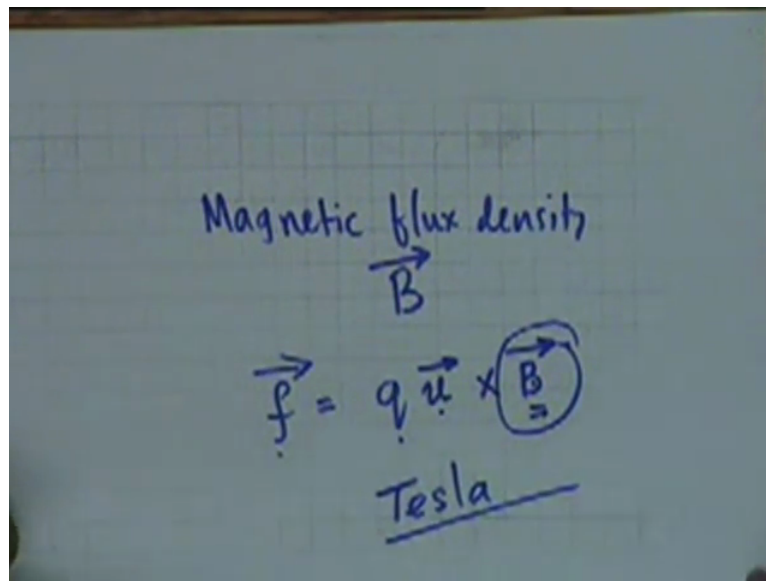 Magnetic flux density
B⃗
f⃗ = q u⃗ × B⃗
Tesla